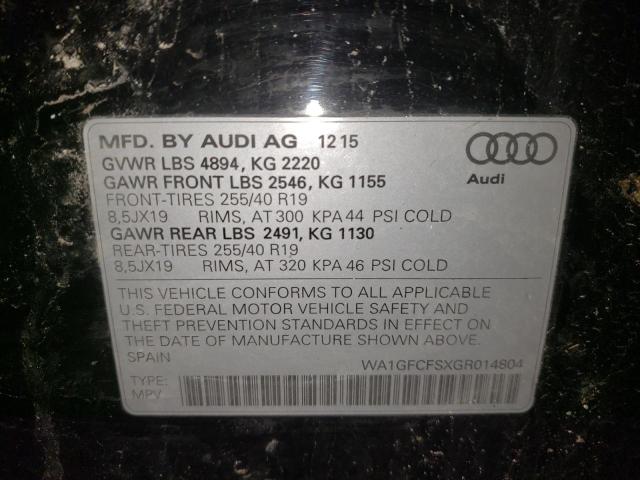 MFD. BY AUDI AG 12 15
GVWR LBS 4894, KG 2220
GAWR FRONT LBS 2546, KG 1155
FRONT-TIRES 255/40 R19
8,5JX19 RIMS, AT 300 KPA 44 PSI COLD
GAWR REAR LBS 2491, KG 1130
REAR-TIRES 255/40 R19
8,5JX19 RIMS, AT 320 KPA 46 PSI COLD
Audi
THIS VEHICLE CONFORMS TO ALL APPLICABLE
U.S. FEDERAL MOTOR VEHICLE SAFETY AND
THEFT PREVENTION STANDARDS IN EFFECT ON
THE DATE OF MANUFACTURE SHOWN ABOVE.
SPAIN WA1GFCFSXGR014804
TYPE:
MPV